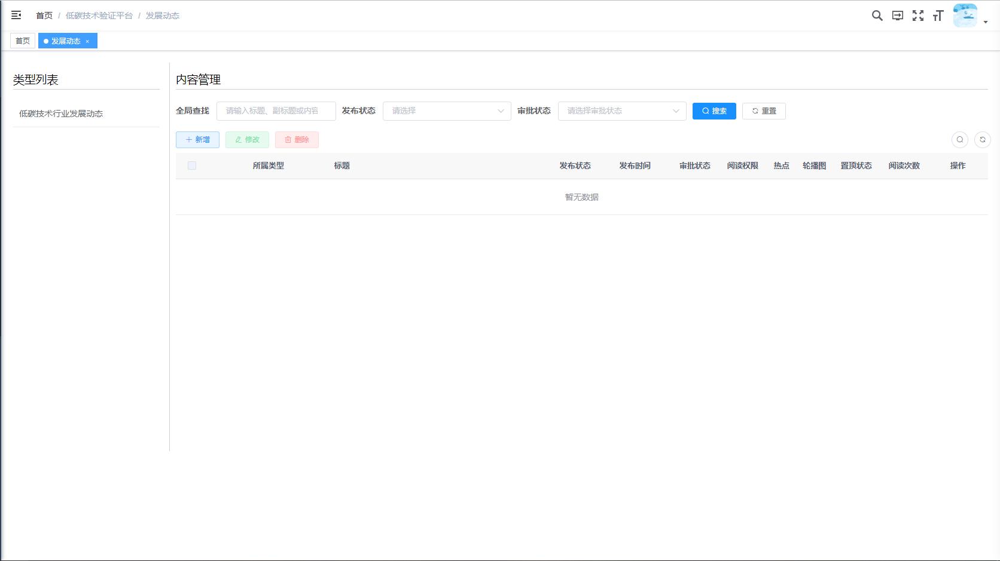 首页 / 低碳技术验证平台 / 发展动态
首页 发展动态 ×
类型列表
低碳技术行业发展动态
内容管理
全局查找 请输入标题、副标题或内容 发布状态 请选择 审批状态 请选择审批状态 搜索 重置
新增 修改 删除
所属类型 标题 发布状态 发布时间 审批状态 阅读权限 热点 轮播图 置顶状态 阅读次数 操作
暂无数据